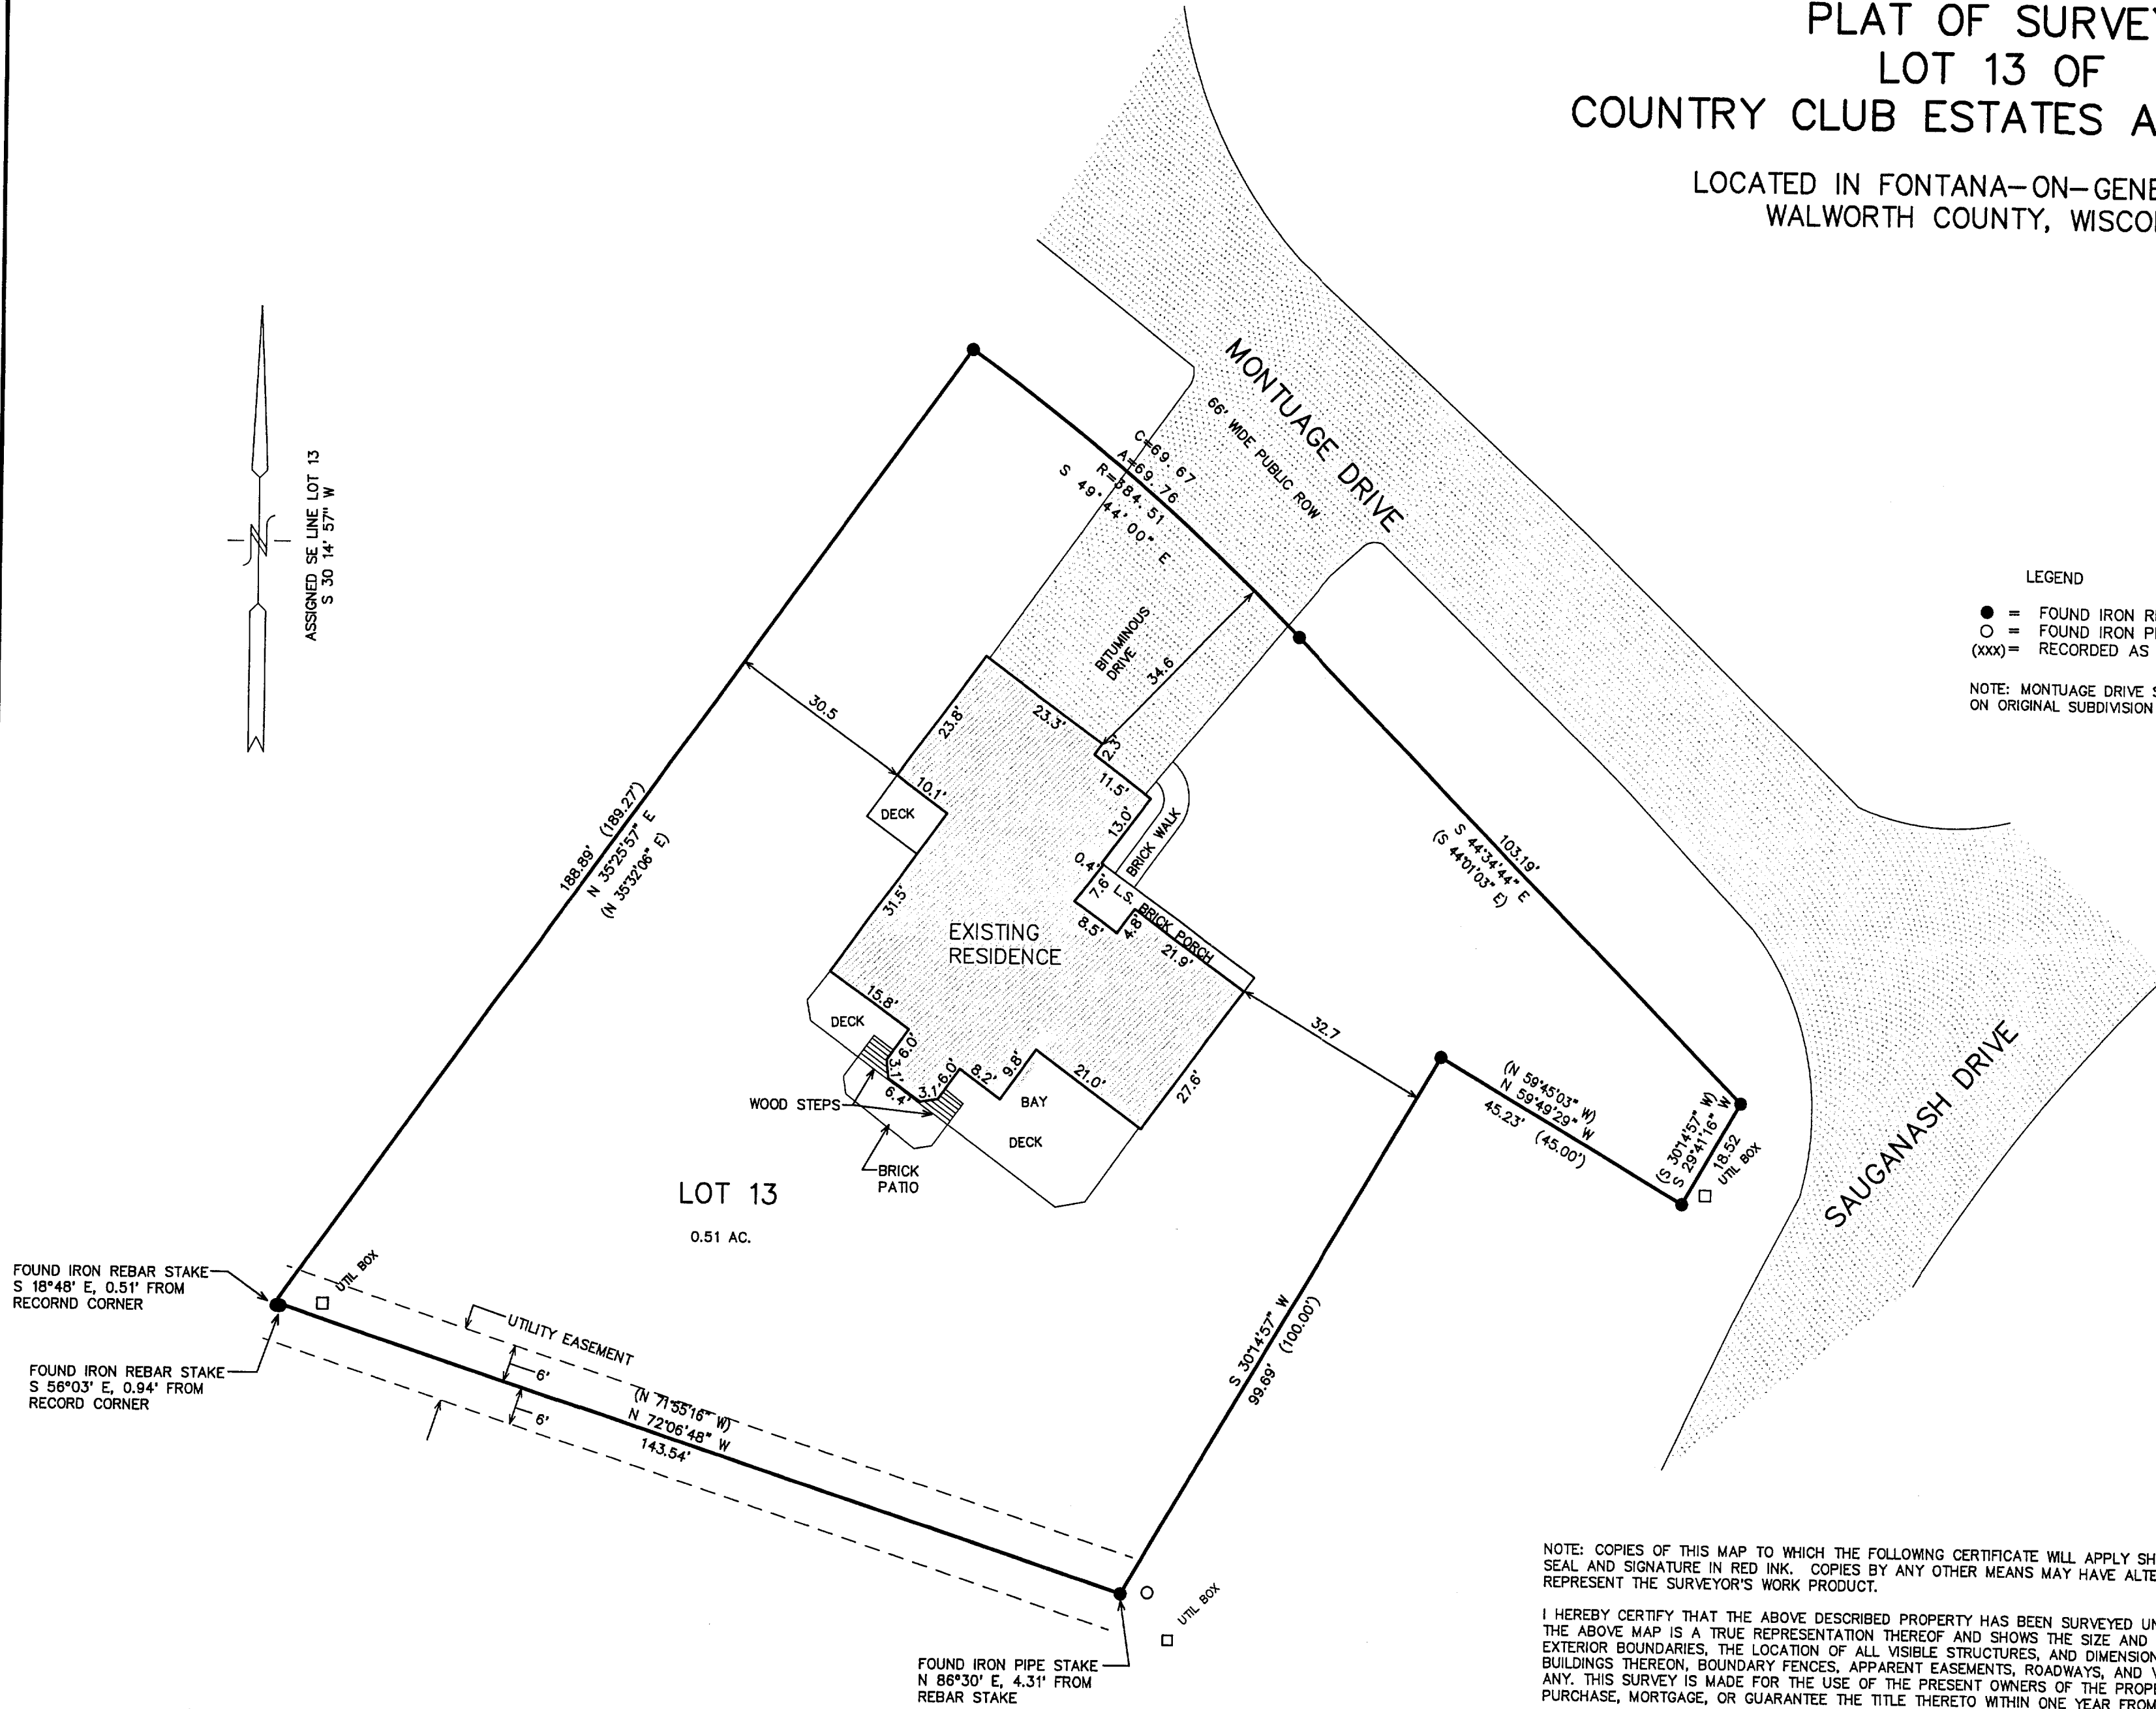 PLAT OF SURVEY
LOT 13 OF
COUNTRY CLUB ESTATES
LOCATED IN FONTANA-ON-
WALWORTH COUNTY,
ASSIGNED SE LINE LOT 13
S 30 14' 57" W
N
MONTUAGE DRIVE
66' WIDE PUBLIC ROW
C=69.67
A=69.76
R=384.51
S 49°44'00" E
LEGEND
= FOUND IRON
= FOUND IRON
(xxx)= RECORDED AS
NOTE: MONTUAGE DRIVE
ON ORIGINAL SUBDIVISION
BITUMINOUS
DRIVE
34.6
30.5
23.8'
23.3'
2.3'
11.5'
10.1'
DECK
13.0'
BRICK WALK
0.4'
7.6'
L.S. BRICK PORCH
8.5'
4.8'
21.9'
31.5'
EXISTING
RESIDENCE
188.89' (189.27')
N 35°25'57" E
(N 35°32'06" E)
103.19'
S 44°34'44" E
(S 44°01'03" E)
32.7
15.8'
DECK
6.0'
3.1'
6.4'
3.1'
6.0'
8.2'
9.8'
21.0'
27.6'
BAY
DECK
WOOD STEPS
BRICK
PATIO
(N 59°45'03" W)
N 59°49'29" W
45.23' (45.00')
(S 30°14'57" W)
S 29°41'16" W
18.52
UTIL BOX
SAUGANASH DRIVE
LOT 13
0.51 AC.
FOUND IRON REBAR STAKE
S 18°48' E, 0.51' FROM
RECORND CORNER
UTIL BOX
FOUND IRON REBAR STAKE
S 56°03' E, 0.94' FROM
RECORD CORNER
UTILITY EASEMENT
6'
6'
(N 71°55'16" W)
N 72°06'48" W
143.54'
S 30°14'57" W
99.69' (100.00')
UTIL BOX
FOUND IRON PIPE STAKE
N 86°30' E, 4.31' FROM
REBAR STAKE
NOTE: COPIES OF THIS MAP TO WHICH THE FOLLOWING CERTIFICATE WILL APPLY
SEAL AND SIGNATURE IN RED INK. COPIES BY ANY OTHER MEANS MAY HAVE
REPRESENT THE SURVEYOR'S WORK PRODUCT.
I HEREBY CERTIFY THAT THE ABOVE DESCRIBED PROPERTY HAS BEEN SURVEYED
THE ABOVE MAP IS A TRUE REPRESENTATION THEREOF AND SHOWS THE SIZE AND
EXTERIOR BOUNDARIES, THE LOCATION OF ALL VISIBLE STRUCTURES, AND
BUILDINGS THEREON, BOUNDARY FENCES, APPARENT EASEMENTS, ROADWAYS, AND
ANY. THIS SURVEY IS MADE FOR THE USE OF THE PRESENT OWNERS OF THE
PURCHASE, MORTGAGE, OR GUARANTEE THE TITLE THERETO WITHIN ONE YEAR FROM